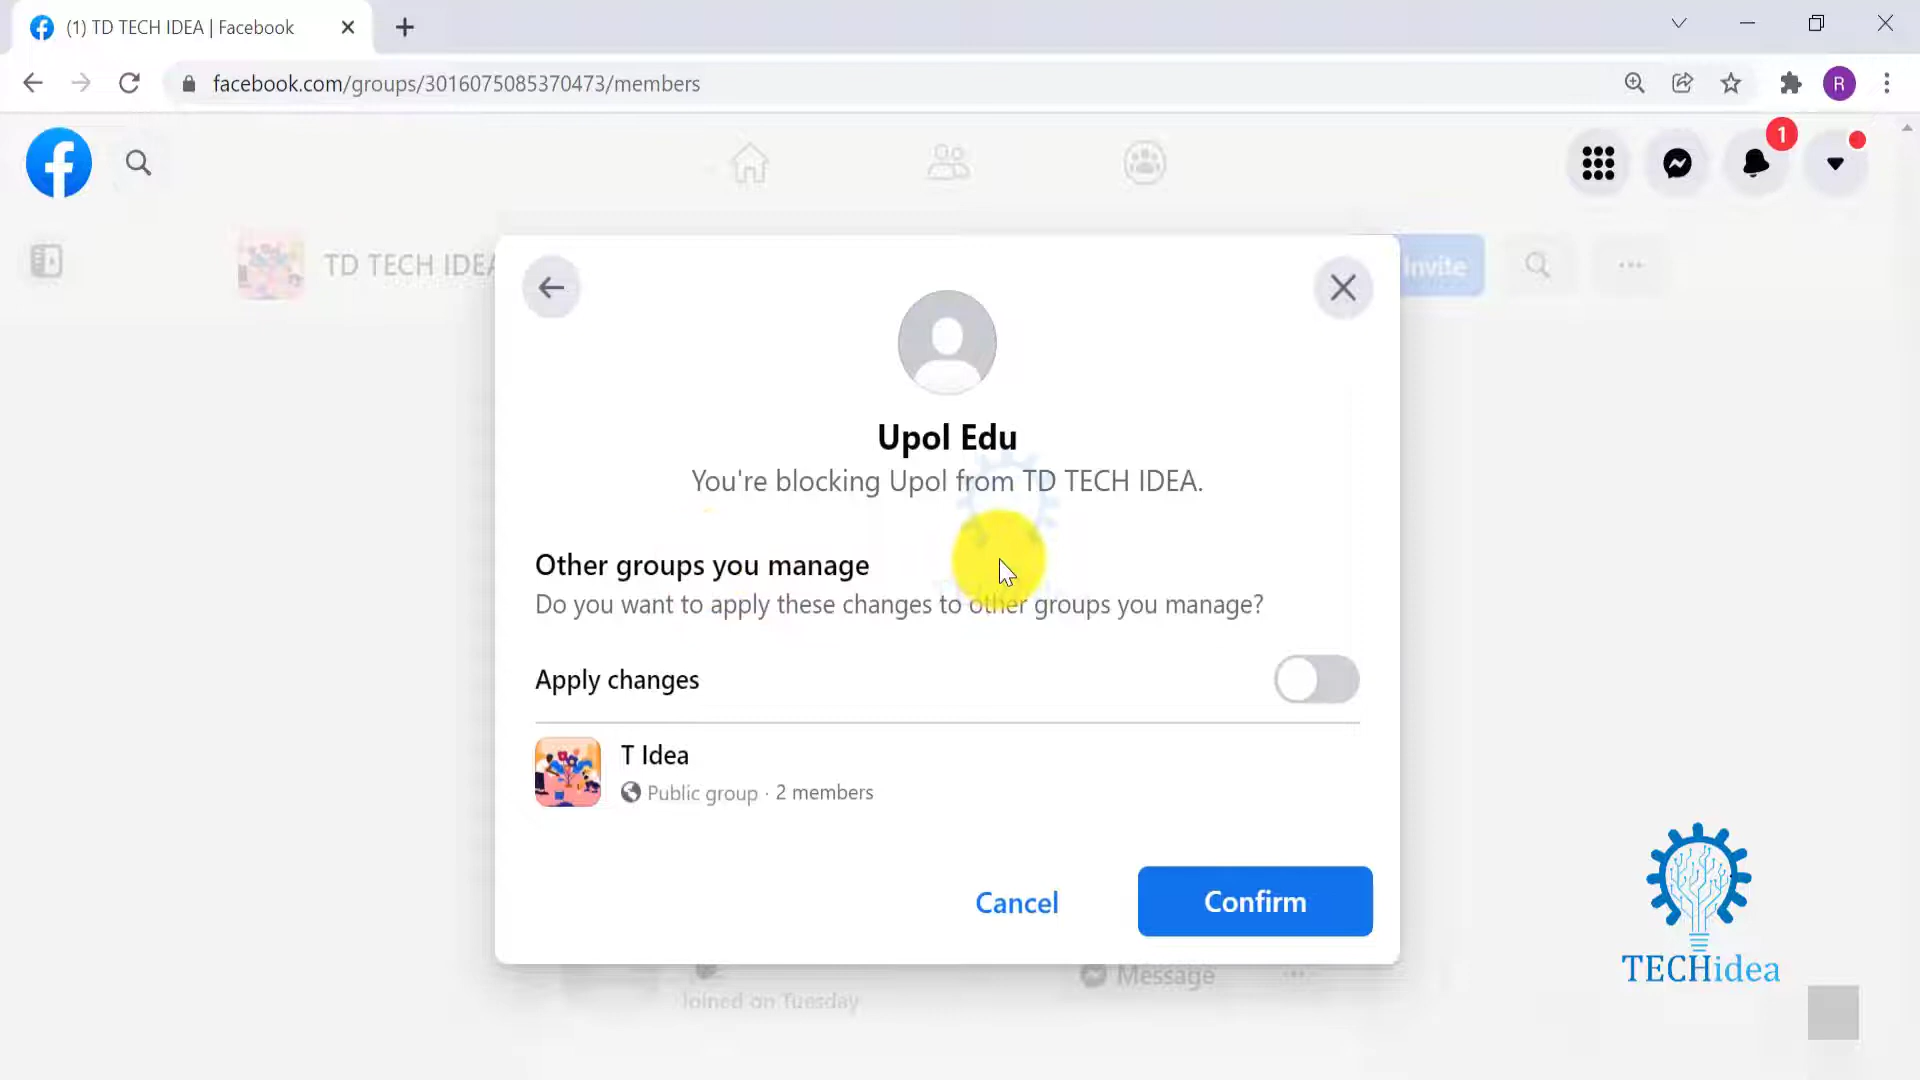 (1) TD TECH IDEA | Facebook
facebook.com/groups/3016075085370473/members
1
TD TECH IDEA
Invite
Upol Edu
You're blocking Upol from TD TECH IDEA.
Other groups you manage
Do you want to apply these changes to other groups you manage?
Apply changes
T Idea
Public group · 2 members
Cancel
Confirm
Message
Joined on Tuesday
TECHidea
R